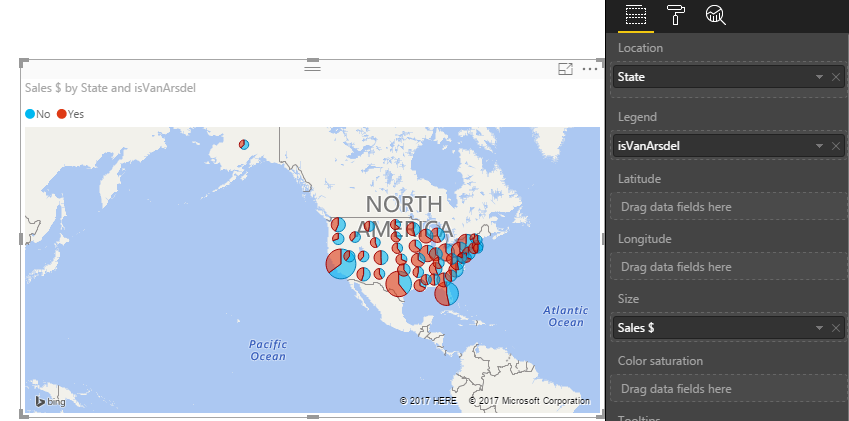 Sales $ by State and isVanArsdel
No Yes
NORTH
AMERICA
Pacific
Ocean
Atlantic
Ocean
bing
© 2017 HERE © 2017 Microsoft Corporation
Location
State
Legend
isVanArsdel
Latitude
Drag data fields here
Longitude
Drag data fields here
Size
Sales $
Color saturation
Drag data fields here
Tooltips